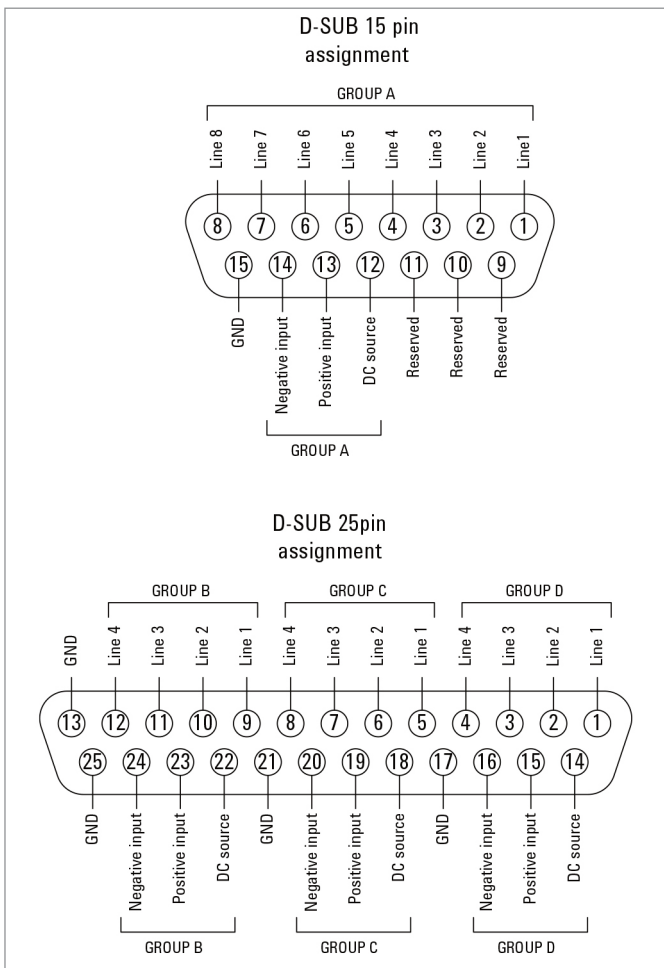 D-SUB 15 pin
assignment
GROUP A
Line 8
Line 7
Line 6
Line 5
Line 4
Line 3
Line 2
Line1
8
7
6
5
4
3
2
1
15
14
13
12
11
10
9
GND
Negative input
Positive input
DC source
Reserved
Reserved
Reserved
GROUP A
D-SUB 25pin
assignment
GROUP B
GROUP C
GROUP D
GND
Line 4
Line 3
Line 2
Line 1
Line 4
Line 3
Line 2
Line 1
Line 4
Line 3
Line 2
Line 1
13
12
11
10
9
8
7
6
5
4
3
2
1
25
24
23
22
21
20
19
18
17
16
15
14
GND
Negative input
Positive input
DC source
GND
Negative input
Positive input
DC source
GND
Negative input
Positive input
DC source
GROUP B
GROUP C
GROUP D